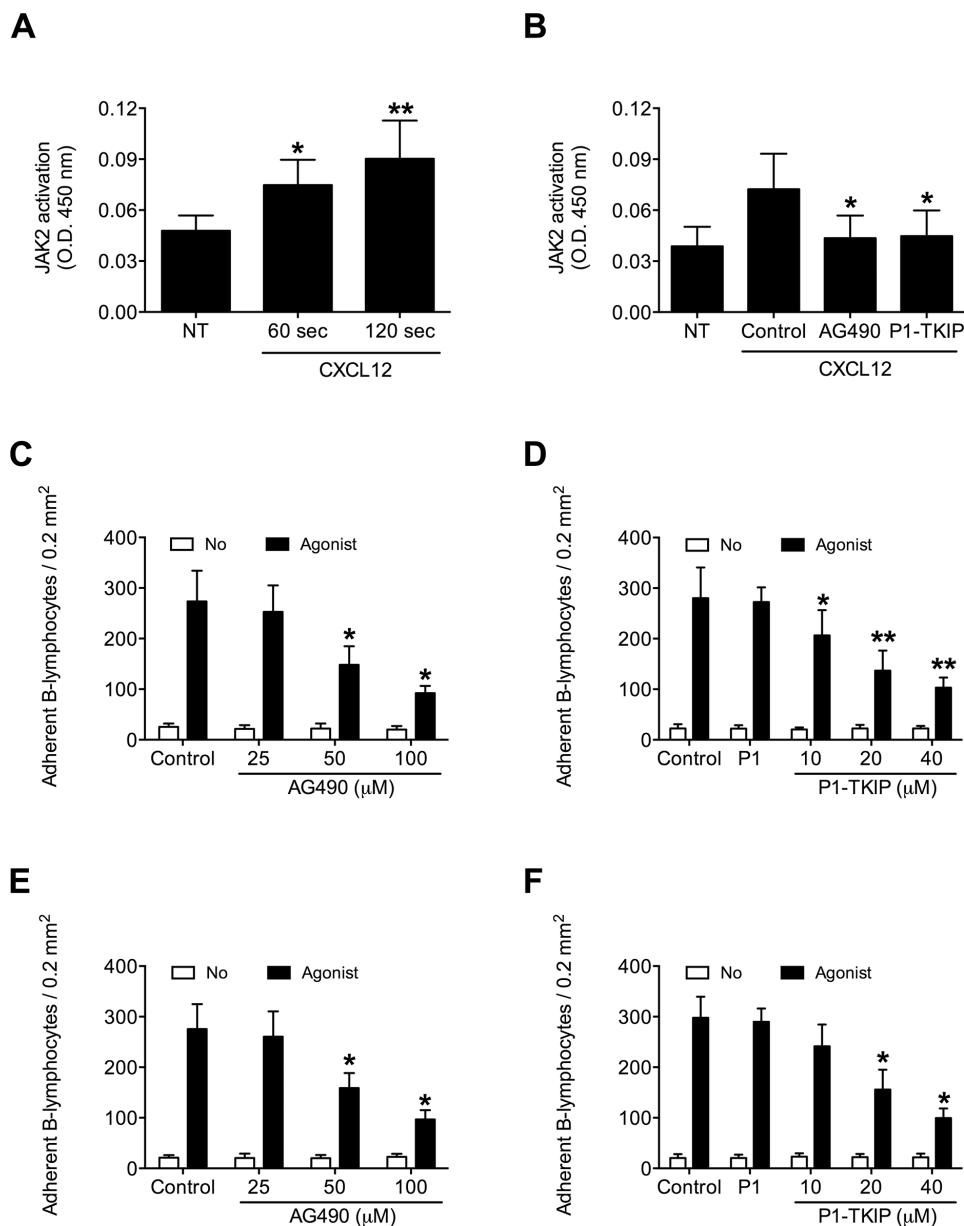 A
JAK2 activation
(O.D. 450 nm)
0.12
0.09
0.06
0.03
0.00
*
**
NT
60 sec
120 sec
CXCL12
B
JAK2 activation
(O.D. 450 nm)
0.12
0.09
0.06
0.03
0.00
*
*
NT
Control
AG490
P1-TKIP
CXCL12
C
Adherent B-lymphocytes / 0.2 mm²
400
300
200
100
0
No
Agonist
*
*
Control
25
50
100
AG490 (μM)
D
Adherent B-lymphocytes / 0.2 mm²
400
300
200
100
0
No
Agonist
*
**
**
Control
P1
10
20
40
P1-TKIP (μM)
E
Adherent B-lymphocytes / 0.2 mm²
400
300
200
100
0
No
Agonist
*
*
Control
25
50
100
AG490 (μM)
F
Adherent B-lymphocytes / 0.2 mm²
400
300
200
100
0
No
Agonist
*
*
Control
P1
10
20
40
P1-TKIP (μM)